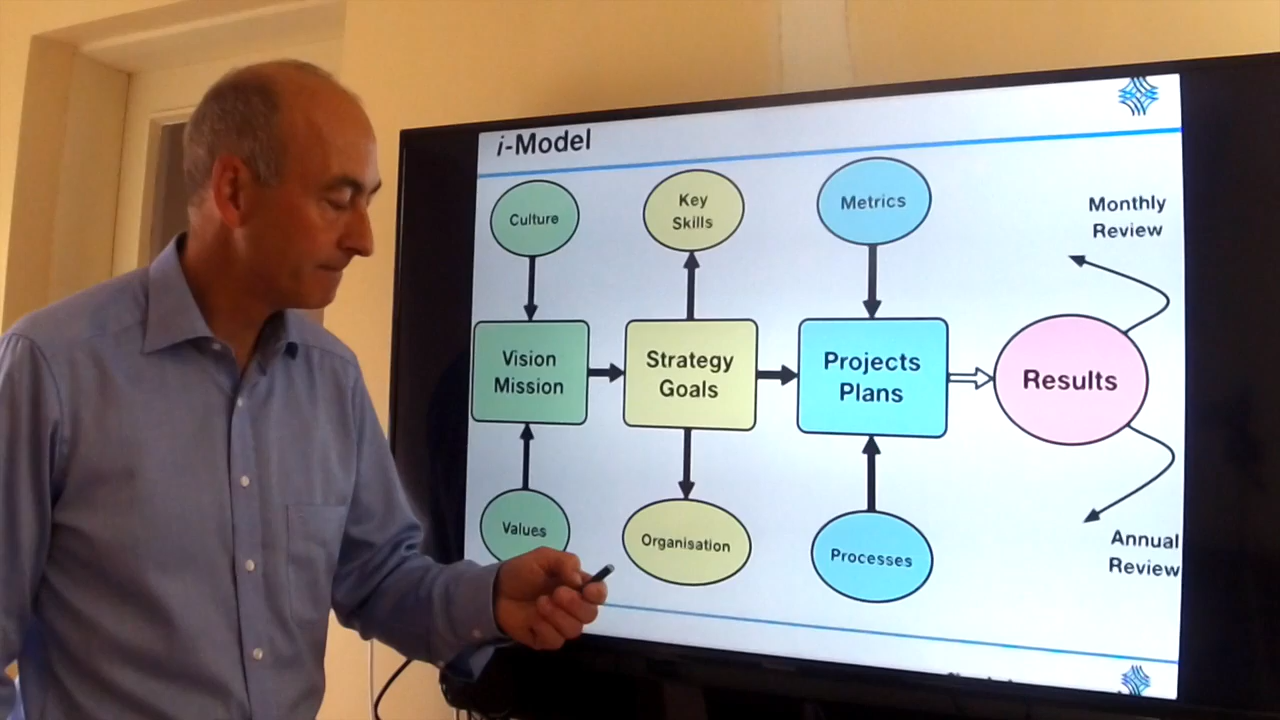 i-Model
Culture
Key
Skills
Metrics
Monthly
Review
Vision
Mission
Strategy
Goals
Projects
Plans
Results
Values
Organisation
Processes
Annual
Review